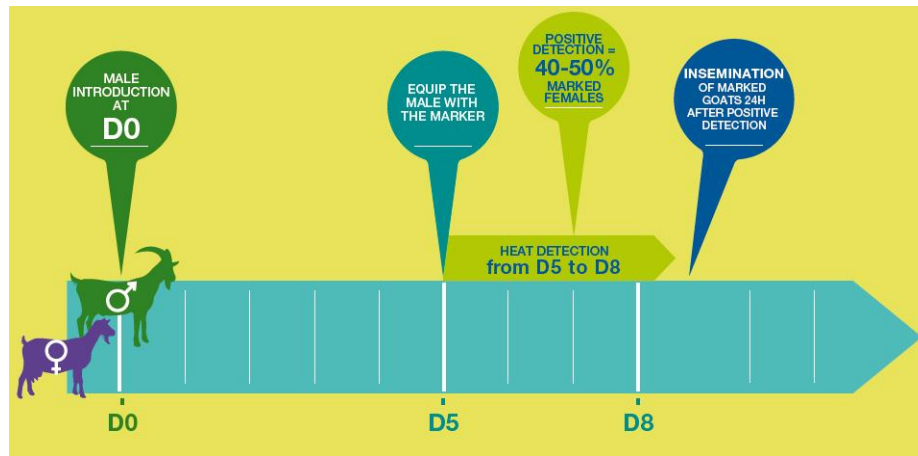 MALE
INTRODUCTION
AT
D0
EQUIP THE
MALE WITH
THE MARKER
POSITIVE
DETECTION =
40-50%
MARKED
FEMALES
INSEMINATION
OF MARKED
GOATS 24H
AFTER POSITIVE
DETECTION
HEAT DETECTION
from D5 to D8
D0
D5
D8